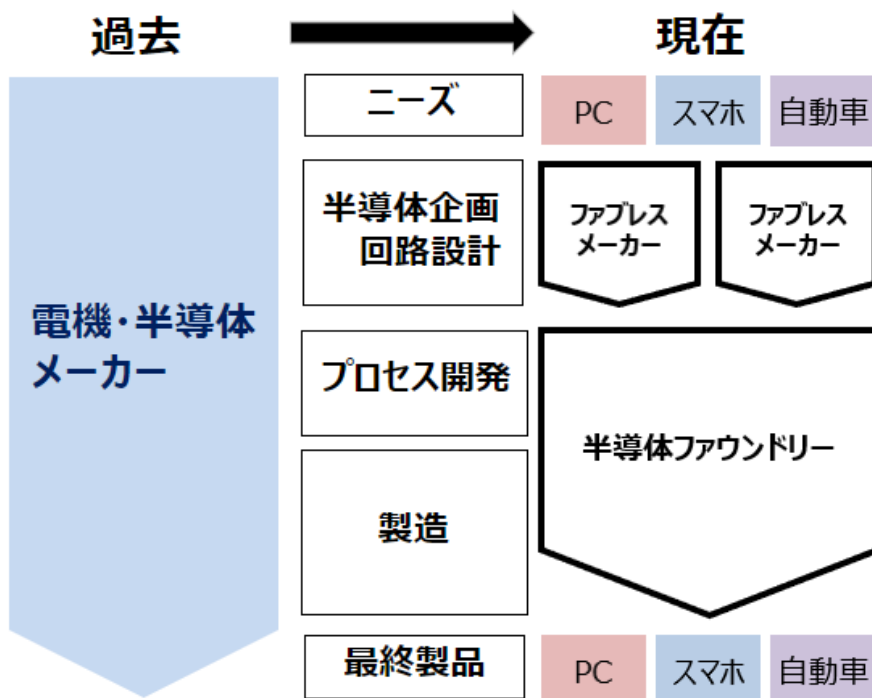 過去
現在
ニーズ
PC
スマホ
自動車
半導体企画
回路設計
ファブレス
メーカー
ファブレス
メーカー
電機・半導体
メーカー
プロセス開発
半導体ファウンドリー
製造
最終製品
PC
スマホ
自動車